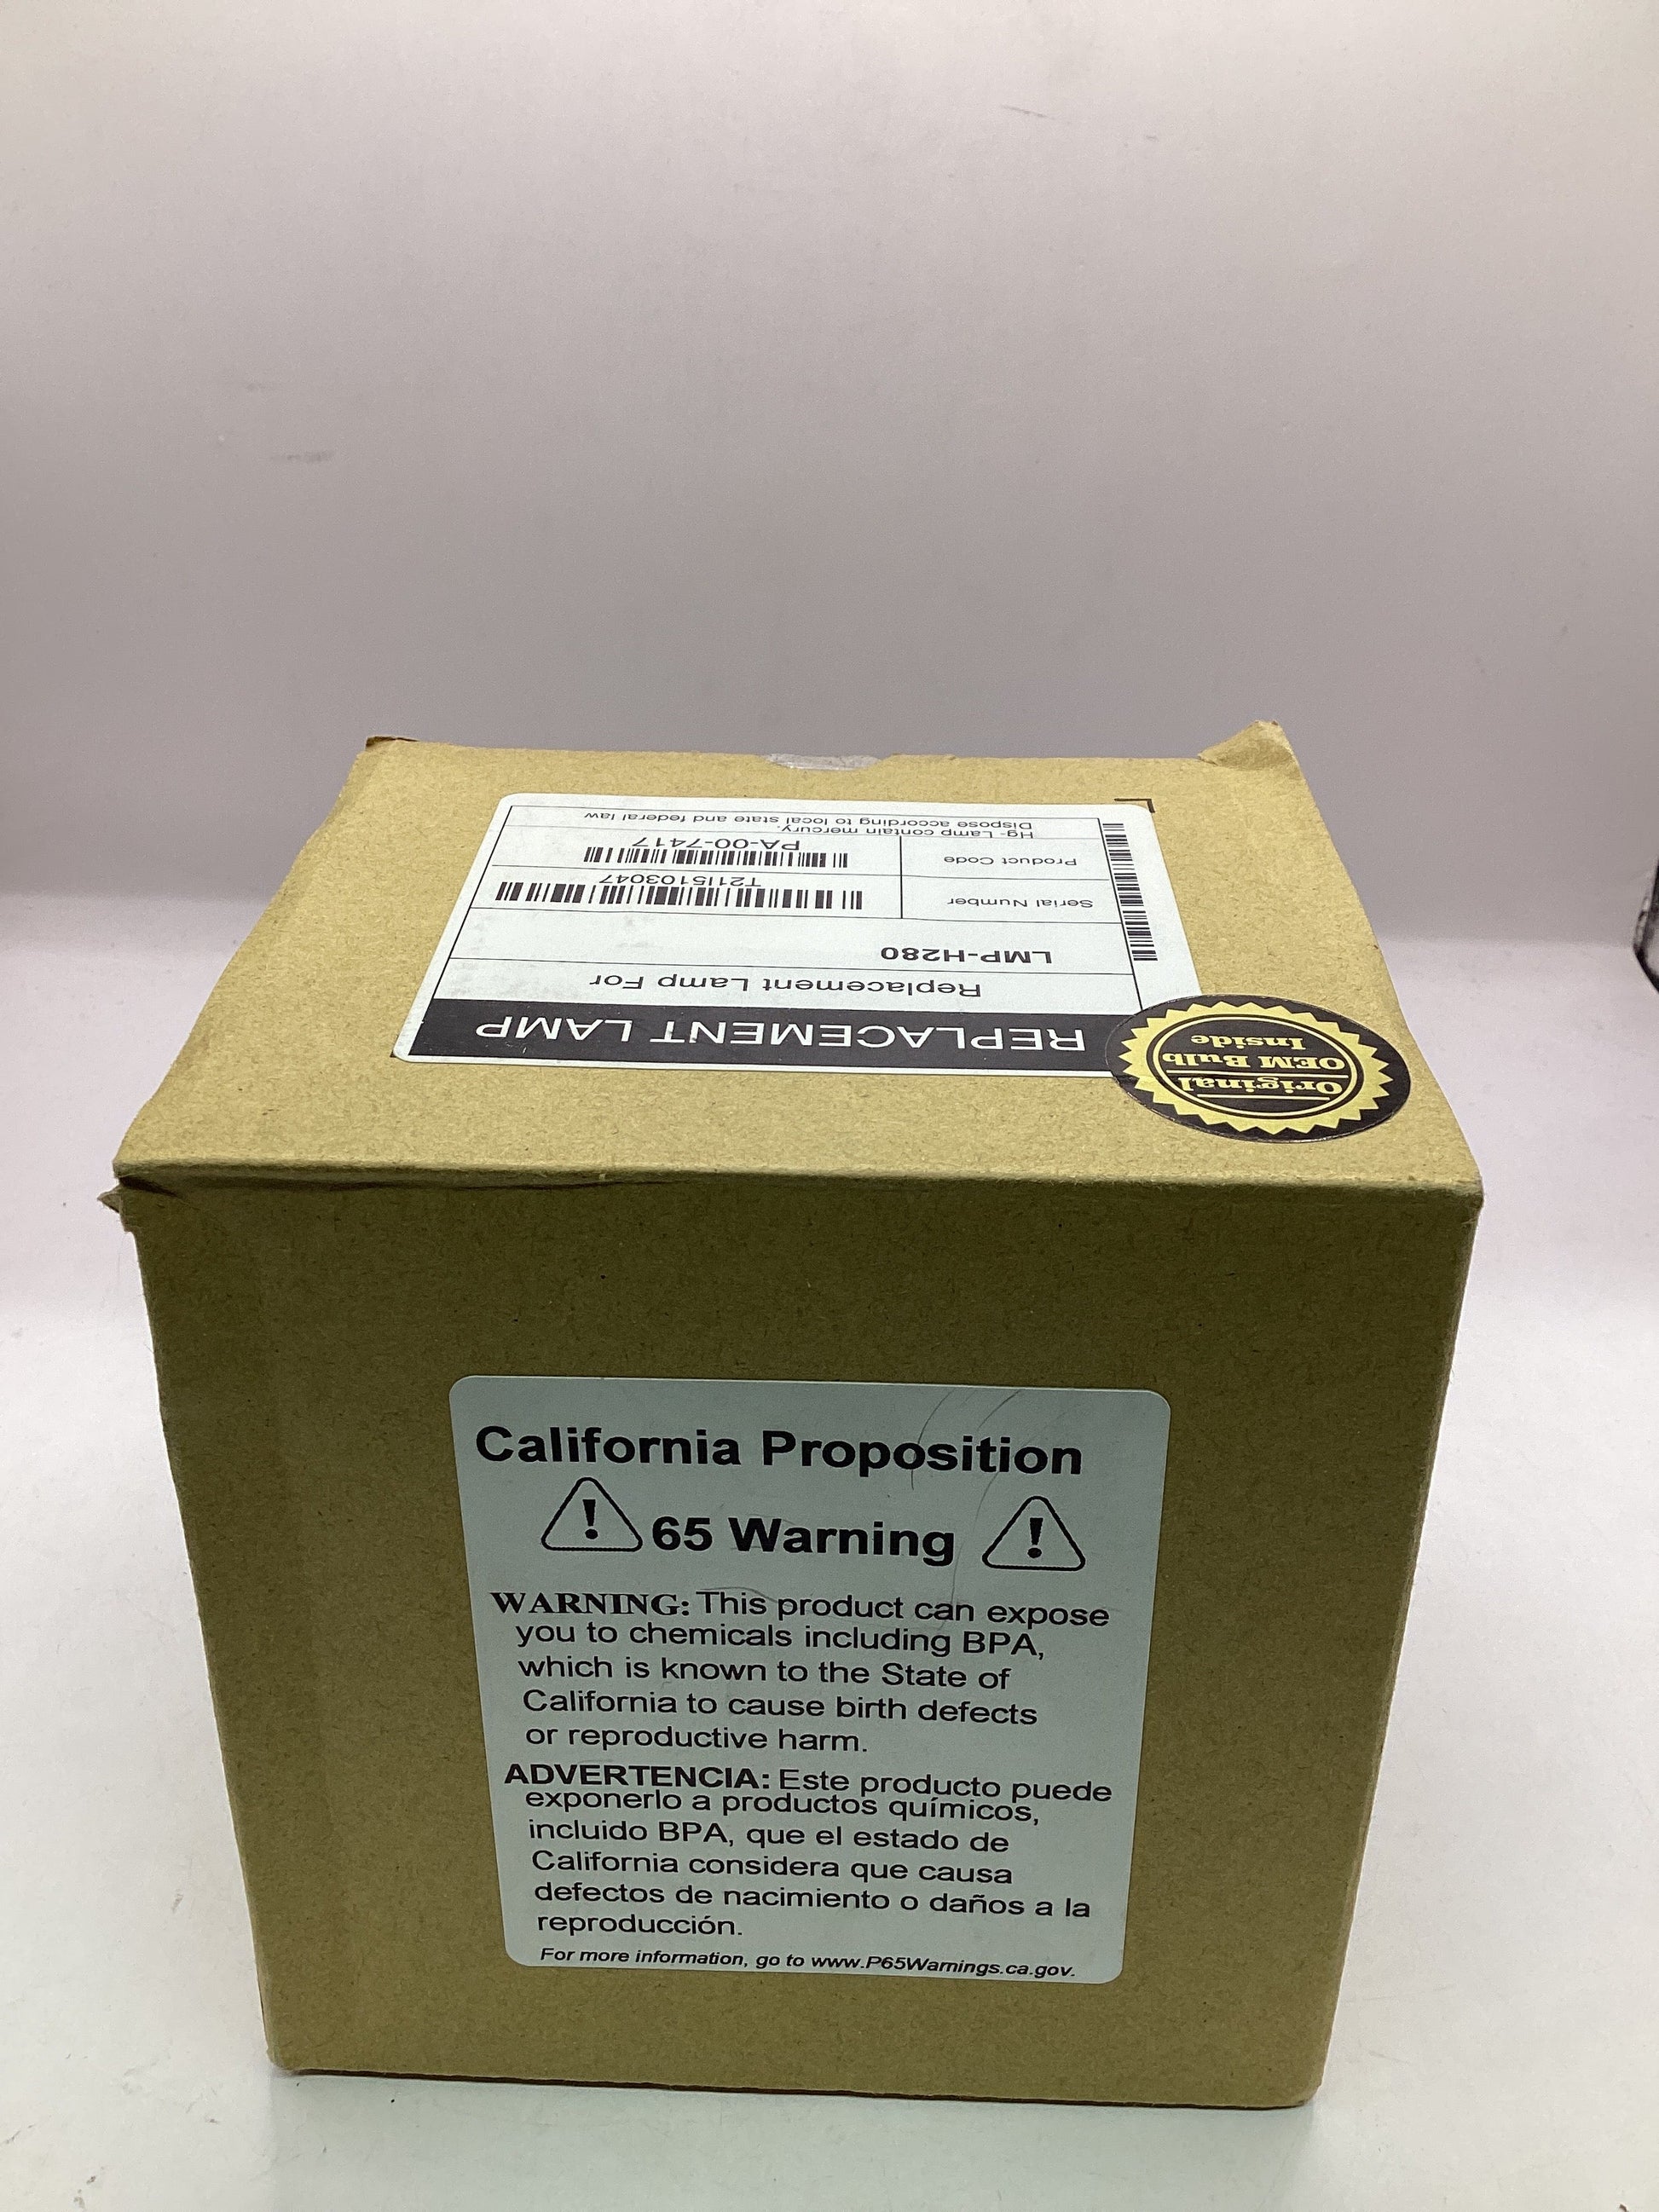 REPLACEMENT LAMP
Replacement Lamp For
LMP-H280
Serial Number
T21I5103047
Product Code
PA-00-7417
Hg- Lamp contain mercury.
Dispose according to local state and federal law
Original
OEM Bulb
Inside
California Proposition
65 Warning
WARNING: This product can expose
you to chemicals including BPA,
which is known to the State of
California to cause birth defects
or reproductive harm.
ADVERTENCIA: Este producto puede
exponerlo a productos químicos,
incluido BPA, que el estado de
California considera que causa
defectos de nacimiento o daños a la
reproducción.
For more information, go to www.P65Warnings.ca.gov.